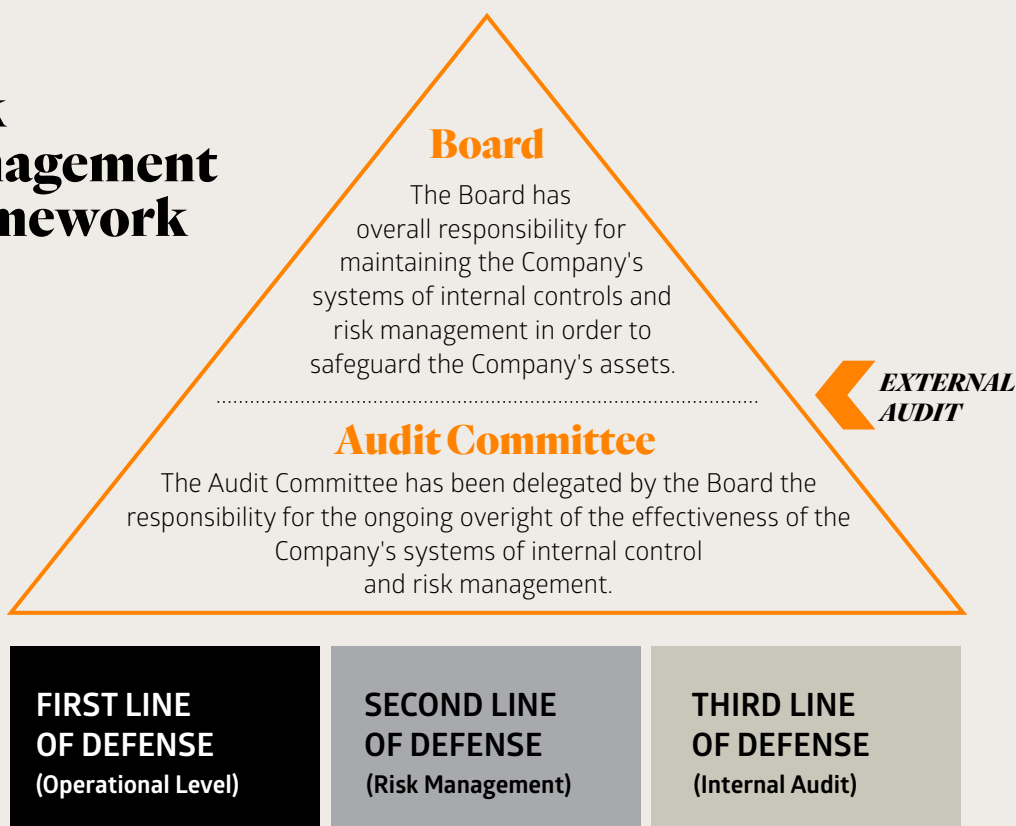 nagement
mework
Board
The Board has
overall responsibility for
maintaining the Company's
systems of internal controls and
risk management in order to
safeguard the Company's assets.
EXTERNAL
AUDIT
Audit Committee
The Audit Committee has been delegated by the Board the
responsibility for the ongoing overight of the effectiveness of the
Company's systems of internal control
and risk management.
FIRST LINE
OF DEFENSE
(Operational Level)
SECOND LINE
OF DEFENSE
(Risk Management)
THIRD LINE
OF DEFENSE
(Internal Audit)